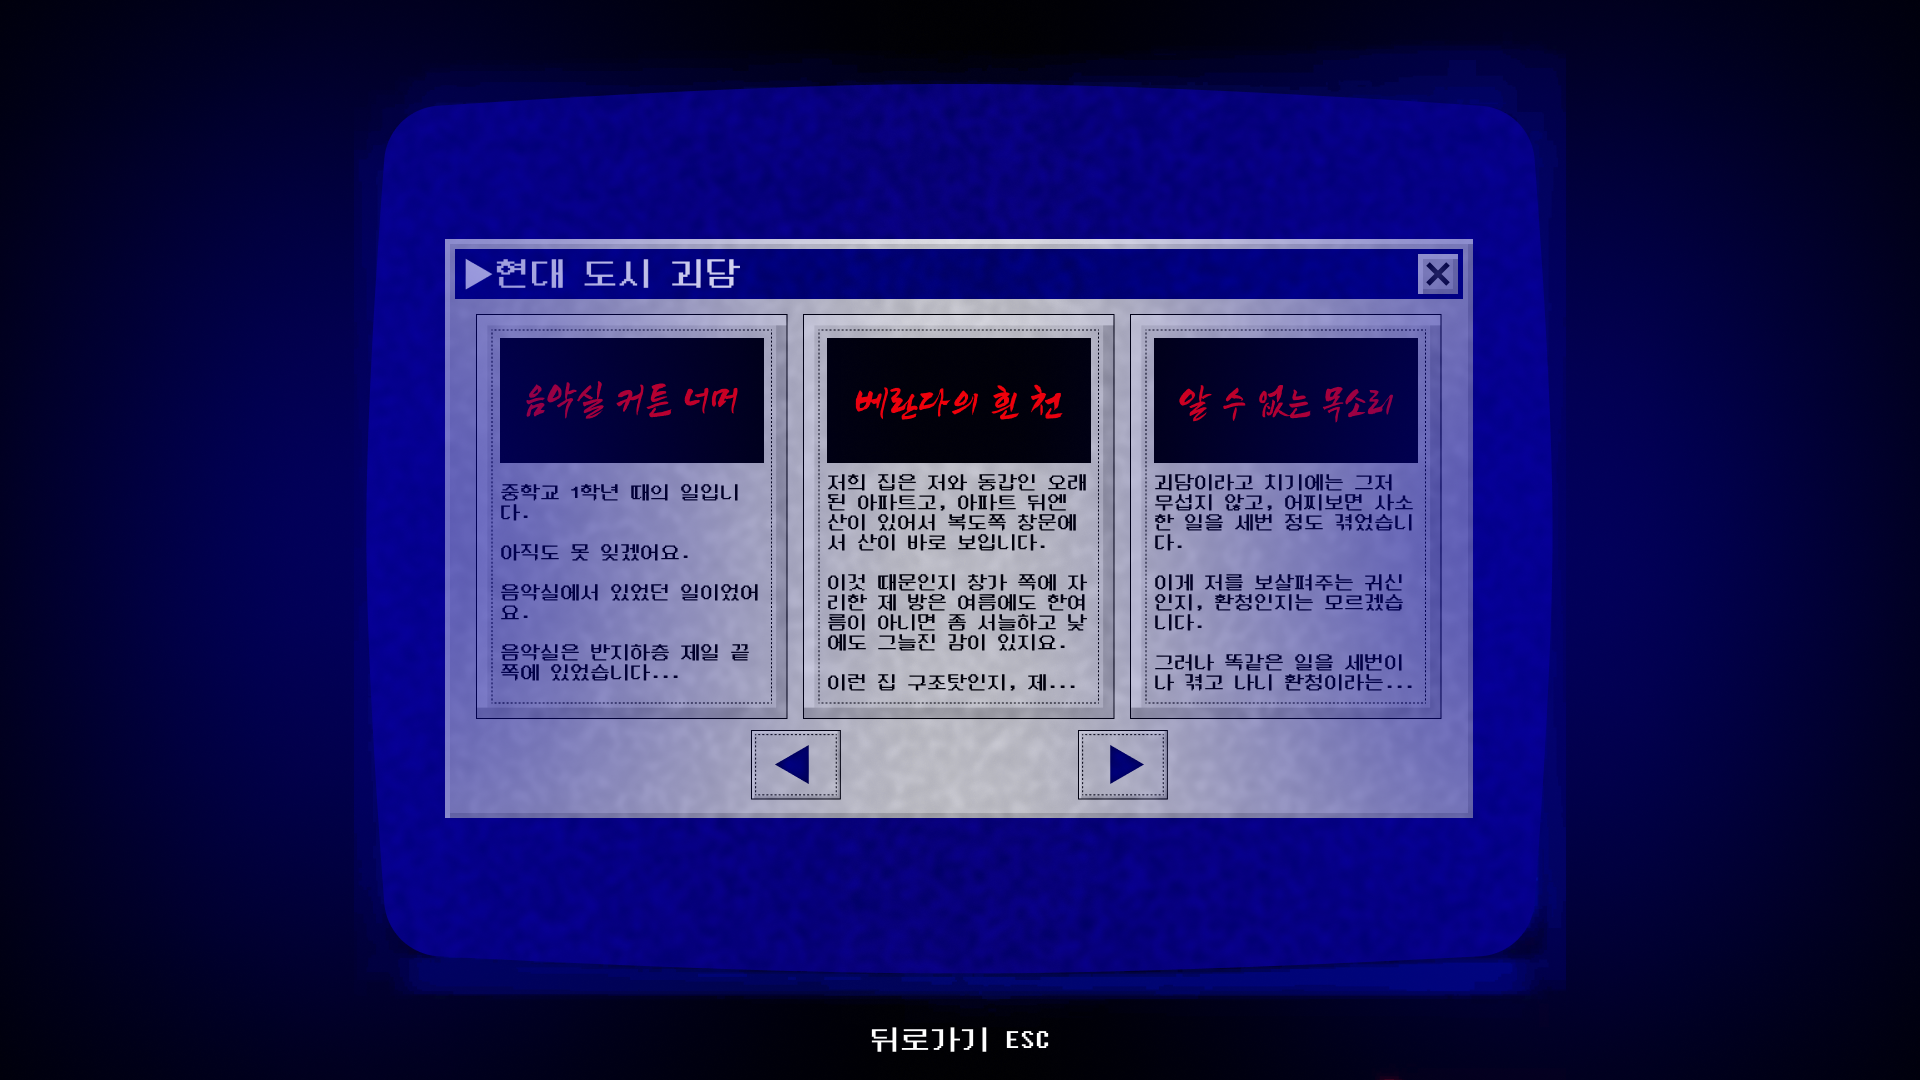 ▶현대 도시 괴담
음악실 커튼 너머
중학교 1학년 때의 일입니
다.
아직도 못 잊겠어요.
음악실에서 있었던 일이었어
요.
음악실은 반지하층 제일 끝
쪽에 있었습니다...
베란다의 흰 천
저희 집은 저와 동갑인 오래
된 아파트고, 아파트 뒤엔
산이 있어서 복도쪽 창문에
서 산이 바로 보입니다.
이것 때문인지 창가 쪽에 자
리한 제 방은 여름에도 한여
름이 아니면 좀 서늘하고 낮
에도 그늘진 감이 있지요.
이런 집 구조탓인지, 제...
알 수 없는 목소리
괴담이라고 치기에는 그저
무섭지 않고, 어찌보면 사소
한 일을 세번 정도 겪었습니
다.
이게 저를 보살펴주는 귀신
인지, 환청인지는 모르겠습
니다.
그러나 똑같은 일을 세번이
나 겪고 나니 환청이라는...
뒤로가기 ESC